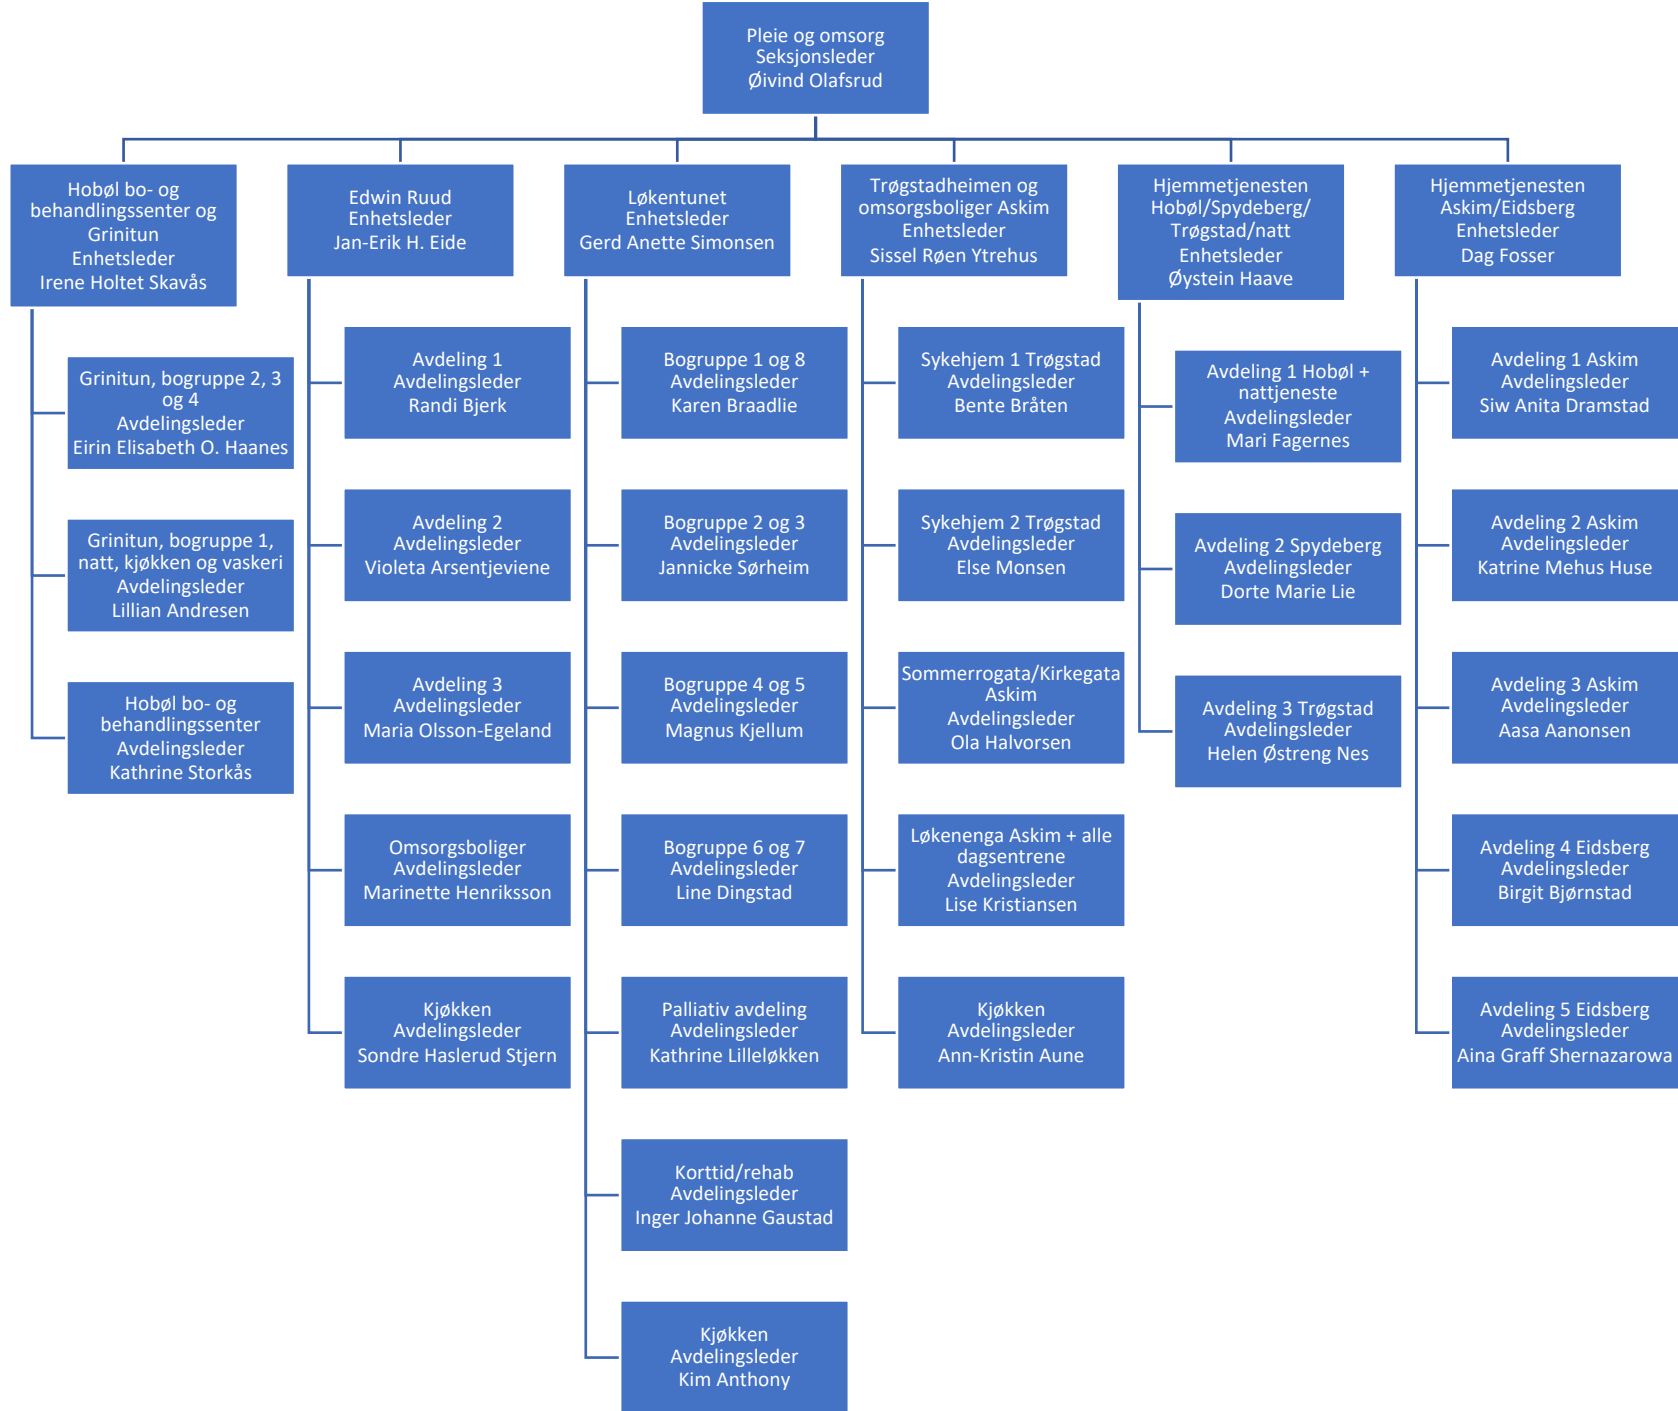 Pleie og omsorg
Seksjonsleder
Øivind Olafsrud
Hobøl bo- og
behandlingssenter og
Grinitun
Enhetsleder
Irene Holtet Skavås
Grinitun, bogruppe 2, 3
og 4
Avdelingsleder
Eirin Elisabeth O. Haanes
Grinitun, bogruppe 1,
natt, kjøkken og vaskeri
Avdelingsleder
Lillian Andresen
Hobøl bo- og
behandlingssenter
Avdelingsleder
Kathrine Storkås
Edwin Ruud
Enhetsleder
Jan-Erik H. Eide
Avdeling 1
Avdelingsleder
Randi Bjerk
Avdeling 2
Avdelingsleder
Violeta Arsentjeviene
Avdeling 3
Avdelingsleder
Maria Olsson-Egeland
Omsorgsboliger
Avdelingsleder
Marinette Henriksson
Kjøkken
Avdelingsleder
Sondre Haslerud Stjern
Løkentunet
Enhetsleder
Gerd Anette Simonsen
Bogruppe 1 og 8
Avdelingsleder
Karen Braadlie
Bogruppe 2 og 3
Avdelingsleder
Jannicke Sørheim
Bogruppe 4 og 5
Avdelingsleder
Magnus Kjellum
Bogruppe 6 og 7
Avdelingsleder
Line Dingstad
Palliativ avdeling
Avdelingsleder
Kathrine Lilleløkken
Korttid/rehab
Avdelingsleder
Inger Johanne Gaustad
Kjøkken
Avdelingsleder
Kim Anthony
Trøgstadheimen og
omsorgsboliger Askim
Enhetsleder
Sissel Røen Ytrehus
Sykehjem 1 Trøgstad
Avdelingsleder
Bente Bråten
Sykehjem 2 Trøgstad
Avdelingsleder
Else Monsen
Sommerrogata/Kirkegata
Askim
Avdelingsleder
Ola Halvorsen
Løkenenga Askim + alle
dagsentrene
Avdelingsleder
Lise Kristiansen
Kjøkken
Avdelingsleder
Ann-Kristin Aune
Hjemmetjenesten
Hobøl/Spydeberg/
Trøgstad/natt
Enhetsleder
Øystein Haave
Avdeling 1 Hobøl +
nattjeneste
Avdelingsleder
Mari Fagernes
Avdeling 2 Spydeberg
Avdelingsleder
Dorte Marie Lie
Avdeling 3 Trøgstad
Avdelingsleder
Helen Østreng Nes
Hjemmetjenesten
Askim/Eidsberg
Enhetsleder
Dag Fosser
Avdeling 1 Askim
Avdelingsleder
Siw Anita Dramstad
Avdeling 2 Askim
Avdelingsleder
Katrine Mehus Huse
Avdeling 3 Askim
Avdelingsleder
Aasa Aanonsen
Avdeling 4 Eidsberg
Avdelingsleder
Birgit Bjørnstad
Avdeling 5 Eidsberg
Avdelingsleder
Aina Graff Shernazarowa